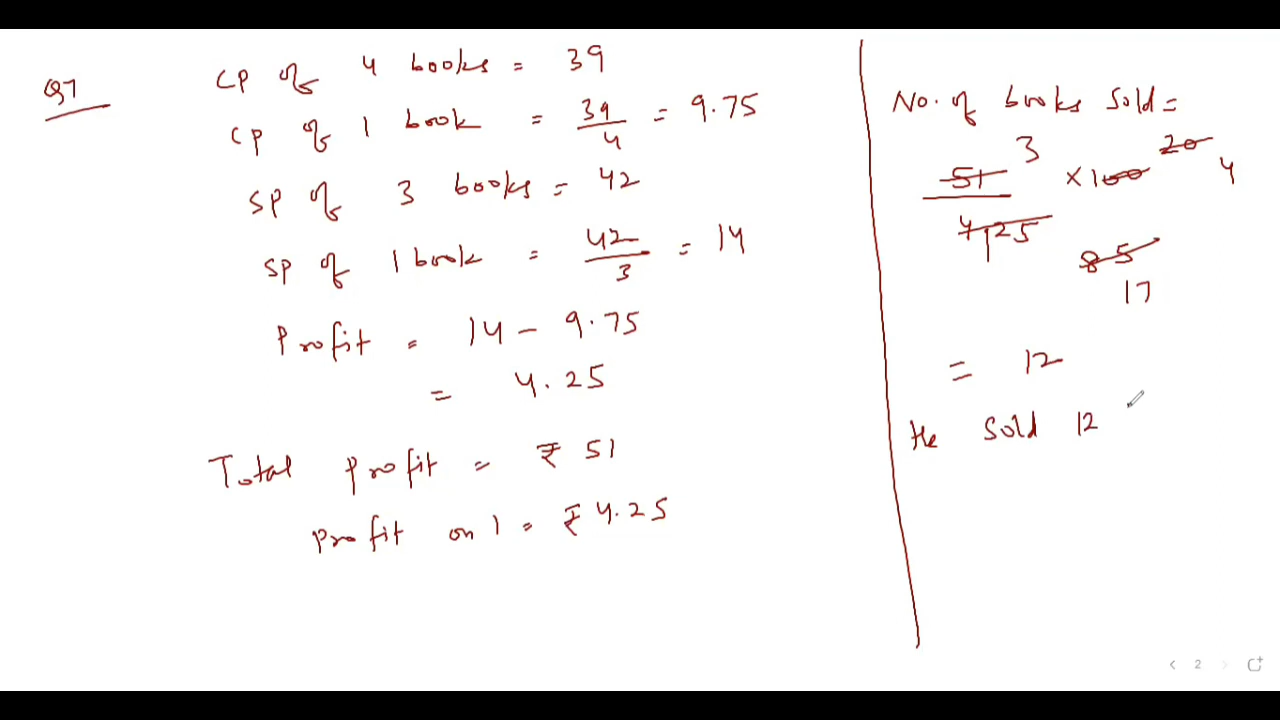 Q7
CP of 4 books = 39
CP of 1 book = 39/4 = 9.75
SP of 3 books = 42
SP of 1 book = 42/3 = 14
Profit = 14 - 9.75
= 4.25
Total profit = ₹ 51
Profit on 1 = ₹ 4.25
No. of books sold =
3 20
51 × 100 4
425
85
17
= 12
He sold 12
2